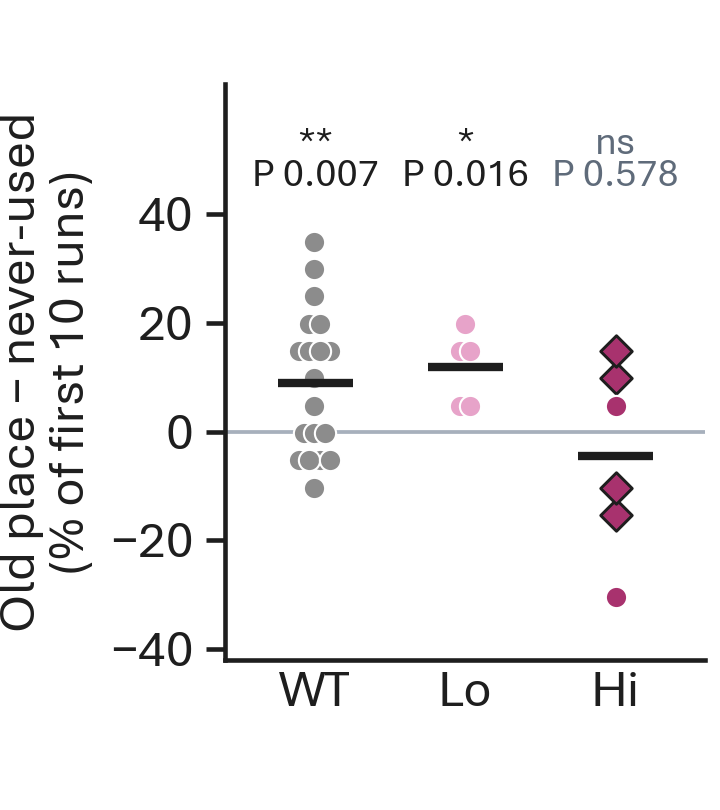 Old place – never-used
(% of first 10 runs)
** * ns
P 0.007 P 0.016 P 0.578
40
20
0
−20
−40
WT Lo Hi